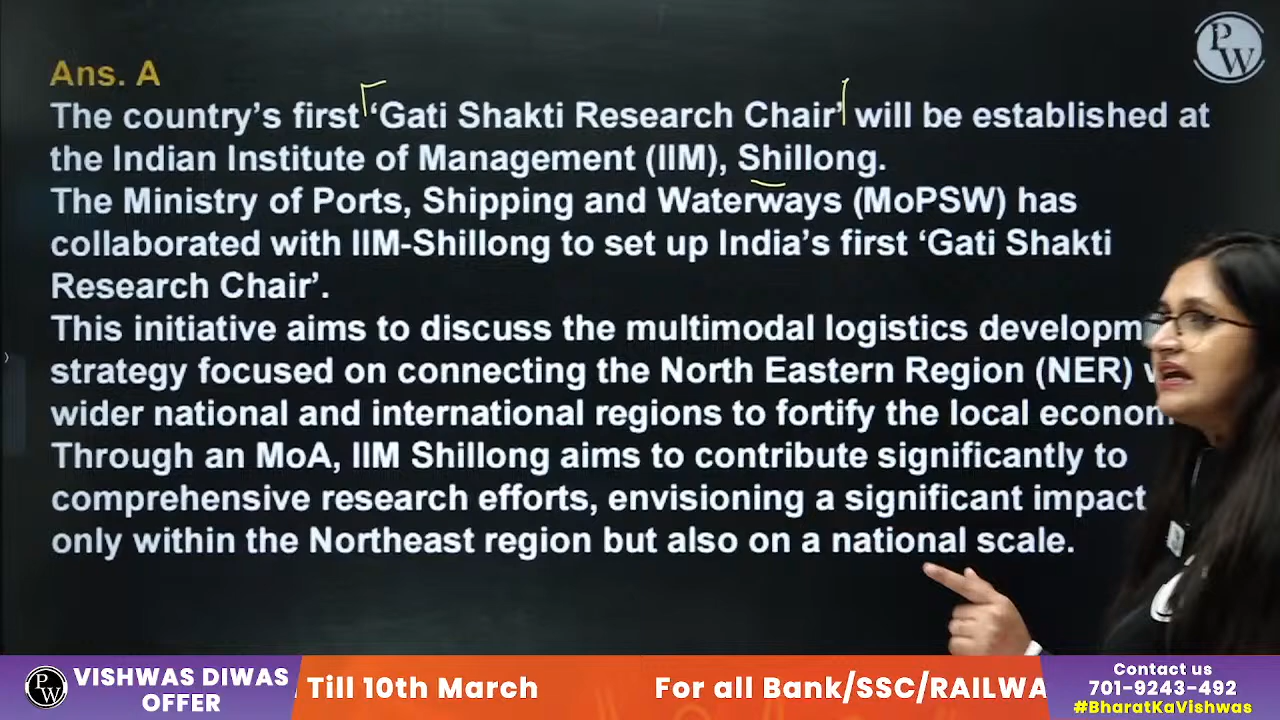 PW
Ans. A
The country's first 'Gati Shakti Research Chair' will be established at
the Indian Institute of Management (IIM), Shillong.
The Ministry of Ports, Shipping and Waterways (MoPSW) has
collaborated with IIM-Shillong to set up India's first 'Gati Shakti
Research Chair'.
This initiative aims to discuss the multimodal logistics developm
strategy focused on connecting the North Eastern Region (NER)
wider national and international regions to fortify the local econom
Through an MoA, IIM Shillong aims to contribute significantly to
comprehensive research efforts, envisioning a significant impact
only within the Northeast region but also on a national scale.
PW
VISHWAS DIWAS
OFFER
Till 10th March For all Bank/SSC/RAILWA
Contact us
701-9243-492
#BharatKaVishwas